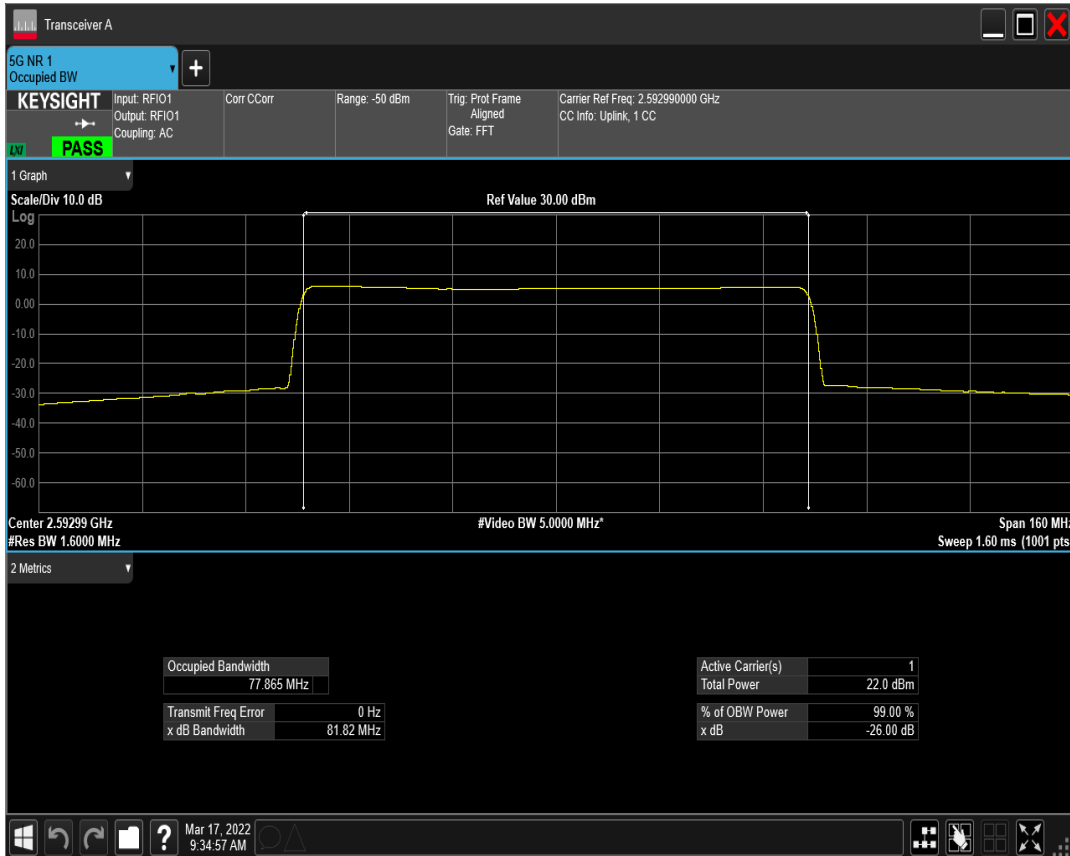 Transceiver A
5G NR 1
Occupied BW
+
KEYSIGHT
Input: RFIO1
Output: RFIO1
Coupling: AC
Corr CCorr
Range: -50 dBm
Trig: Prot Frame
Aligned
Gate: FFT
Carrier Ref Freq: 2.592990000 GHz
CC Info: Uplink, 1 CC
LXI
PASS
1 Graph
Scale/Div 10.0 dB
Ref Value 30.00 dBm
Log
20.0
10.0
0.00
-10.0
-20.0
-30.0
-40.0
-50.0
-60.0
Center 2.59299 GHz
#Video BW 5.0000 MHz*
Span 160 MHz
#Res BW 1.6000 MHz
Sweep 1.60 ms (1001 pts
2 Metrics
Occupied Bandwidth
77.865 MHz
Transmit Freq Error 0 Hz
x dB Bandwidth 81.82 MHz
Active Carrier(s) 1
Total Power 22.0 dBm
% of OBW Power 99.00 %
x dB -26.00 dB
?
Mar 17, 2022
9:34:57 AM